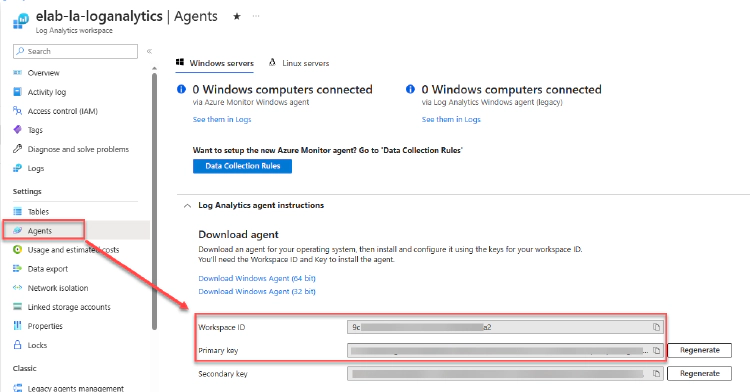 elab-la-loganalytics | Agents ★ ...
Log Analytics workspace
Search
«
Overview
Activity log
Access control (IAM)
Tags
Diagnose and solve problems
Logs
Settings
Tables
Agents
Usage and estimated costs
Data export
Network isolation
Linked storage accounts
Properties
Locks
Classic
Legacy agents management
Windows servers
Linux servers
0 Windows computers connected
via Azure Monitor Windows agent
See them in Logs
0 Windows computers connected
via Log Analytics Windows agent (legacy)
See them in Logs
Want to setup the new Azure Monitor agent? Go to 'Data Collection Rules'
Data Collection Rules
Log Analytics agent instructions
Download agent
Download an agent for your operating system, then install and configure it using the keys for your workspace ID.
You'll need the Workspace ID and Key to install the agent.
Download Windows Agent (64 bit)
Download Windows Agent (32 bit)
Workspace ID
9c a2
Primary key
...
Regenerate
Secondary key
Regenerate